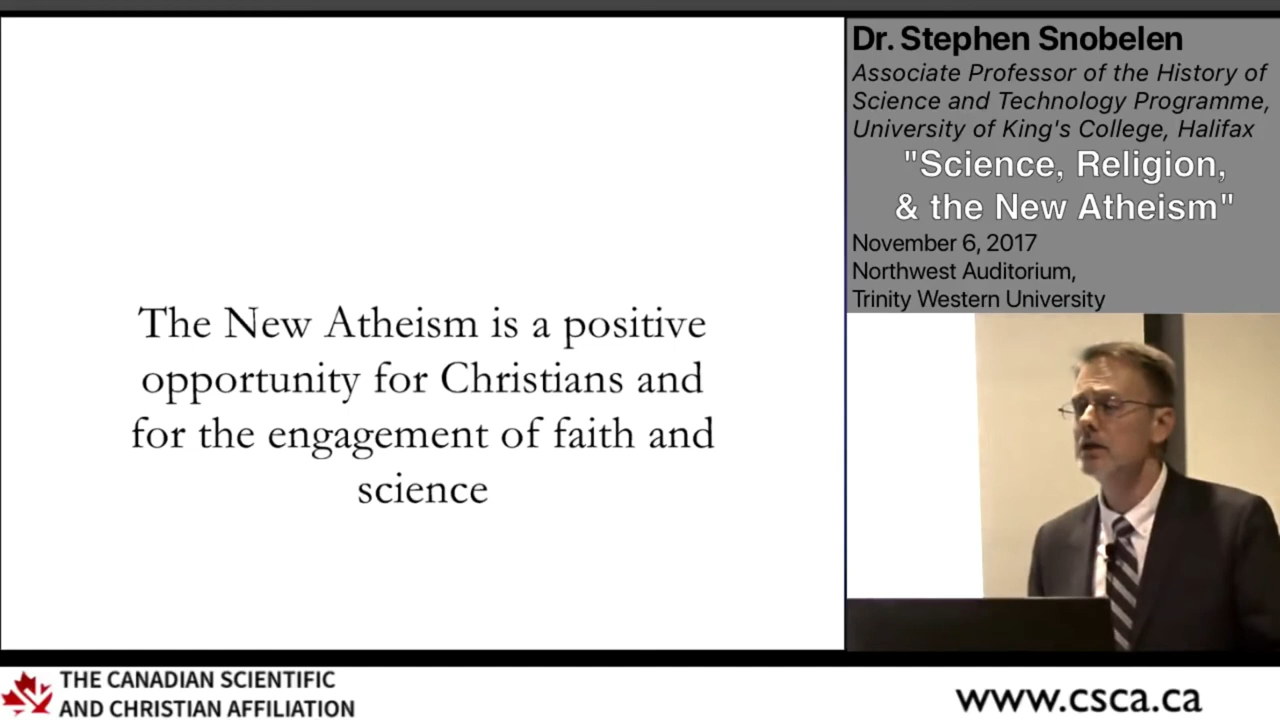 The New Atheism is a positive
opportunity for Christians and
for the engagement of faith and
science
Dr. Stephen Snobelen
Associate Professor of the History of
Science and Technology Programme,
University of King's College, Halifax
"Science, Religion,
& the New Atheism"
November 6, 2017
Northwest Auditorium,
Trinity Western University
THE CANADIAN SCIENTIFIC
AND CHRISTIAN AFFILIATION
www.csca.ca